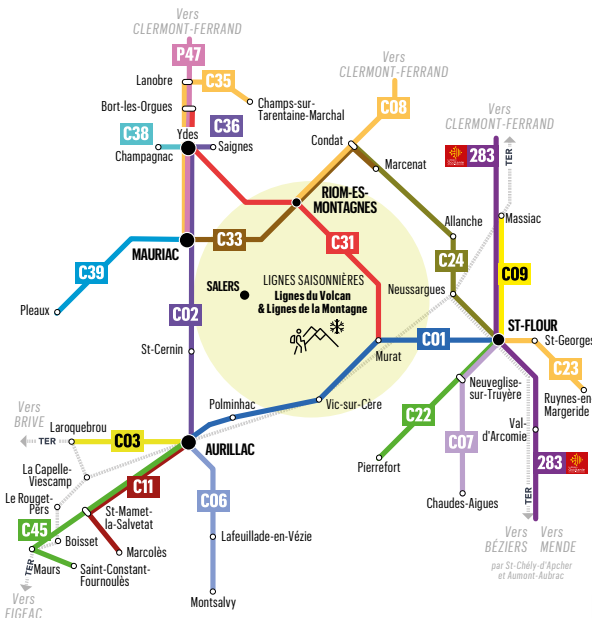 Vers
CLERMONT-FERRAND
P47
Lanobre
C35
Bort-les-Orgues
Champs-sur-
Tarentaine-Marchal
Vers
CLERMONT-FERRAND
C08
Vers
CLERMONT-FERRAND
TER
283
C38
Ydes
C36
Champagnac
Saignes
Condat
Marcenat
RIOM-ES-
MONTAGNES
Massiac
Allanche
C33
C31
MAURIAC
C24
C09
C39
SALERS
LIGNES SAISONNIÈRES
Lignes du Volcan
& Lignes de la Montagne
Neussargues
Pleaux
C02
ST-FLOUR
C01
St-Georges
St-Cernin
Murat
C23
Neuveglise-
sur-Truyère
Ruynes-en-
Margeride
Polminhac
Vic-sur-Cère
C22
Vers
BRIVE
TER
Laroquebrou
C03
AURILLAC
C07
Val-
d'Arcomie
Pierrefort
283
La Capelle-
Viescamp
C11
C06
Chaudes-Aigues
TER
Le Rouget-
Pers
St-Mamet-
la-Salvetat
C45
Boisset
Lafeuillade-en-Vézie
Vers
BÉZIERS
Vers
MENDE
par St-Chély-d'Apcher
et Aumont-Aubrac
Marcolès
TER
Maurs
Saint-Constant-
Fournoulès
Vers
FIGEAC
Montsalvy